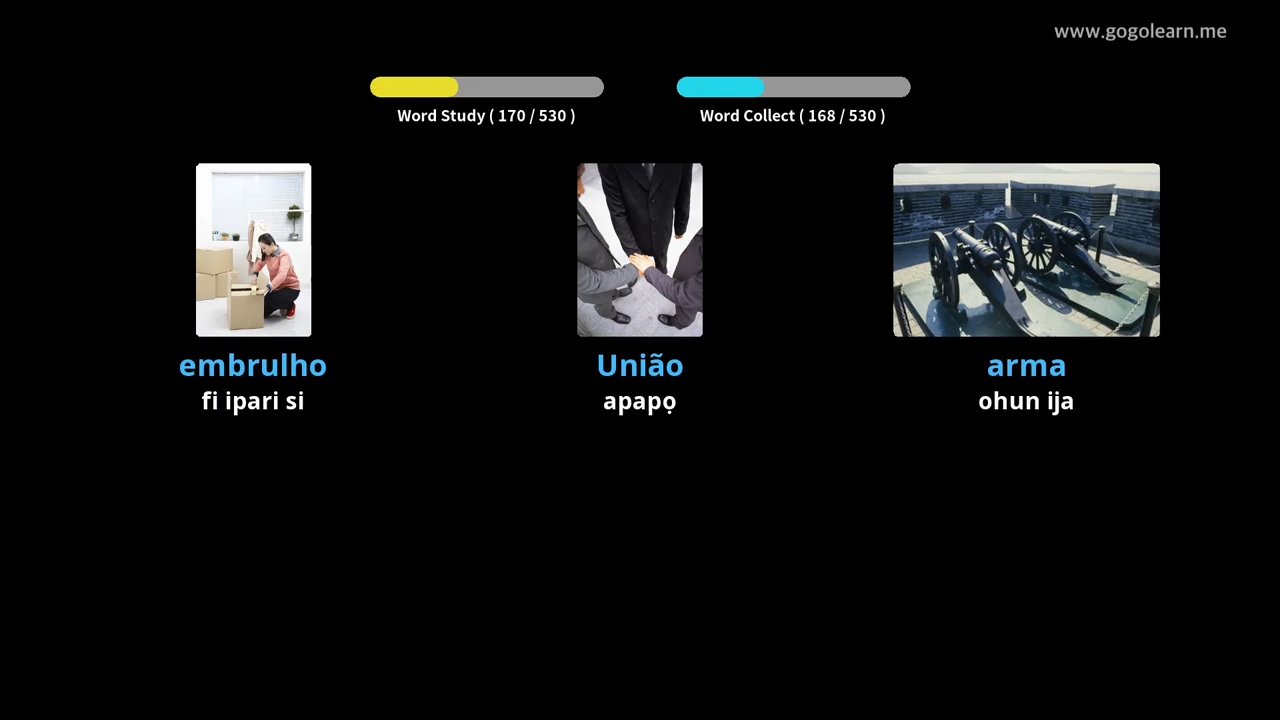 www.gogolearn.me
Word Study ( 170 / 530 )
Word Collect ( 168 / 530 )
embrulho
fi ipari si
União
apapọ
arma
ohun ija